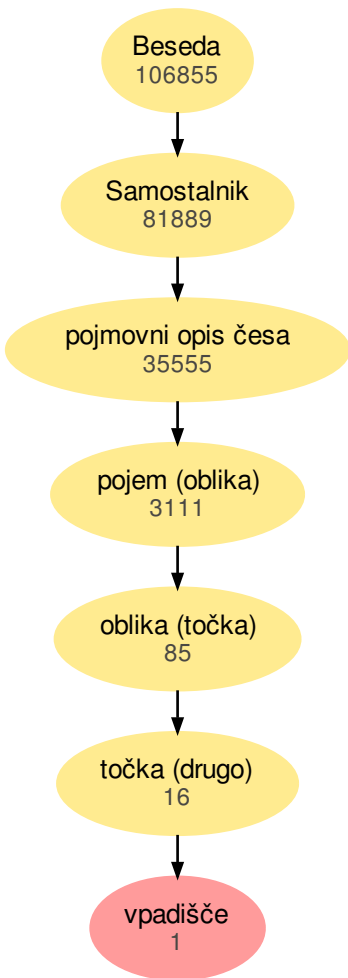 Beseda
106855
Samostalnik
81889
pojmovni opis česa
35555
pojem (oblika)
3111
oblika (točka)
85
točka (drugo)
16
vpadišče
1